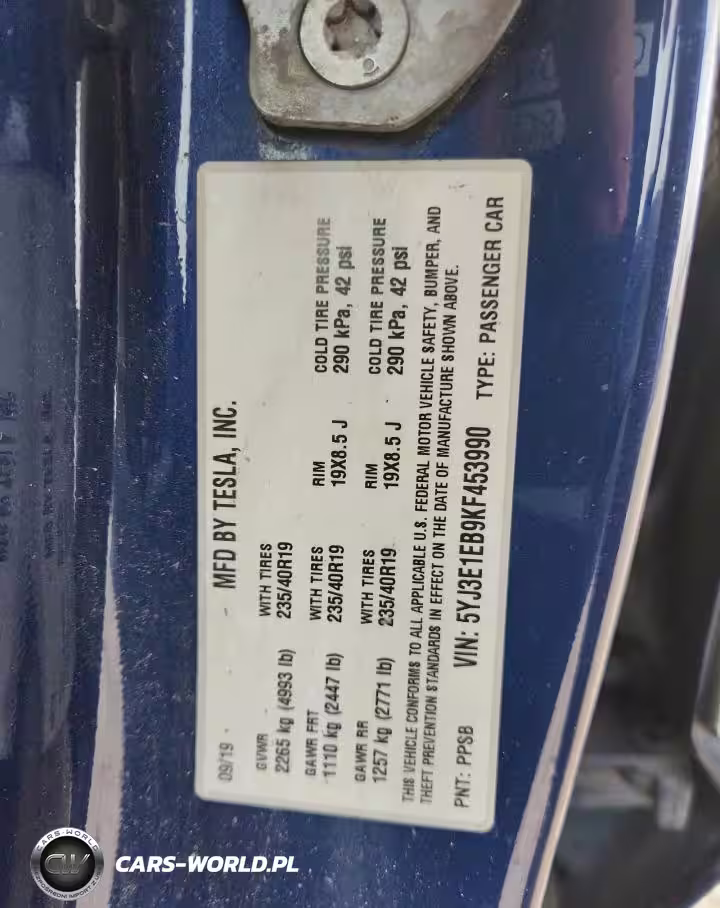 09/19
MFD BY TESLA, INC.
GVWR WITH TIRES
2265 kg (4993 lb) 235/40R19
GAWR FRT WITH TIRES RIM COLD TIRE PRESSURE
1110 kg (2447 lb) 235/40R19 19X8.5 J 290 kPa, 42 psi
GAWR RR WITH TIRES RIM COLD TIRE PRESSURE
1257 kg (2771 lb) 235/40R19 19X8.5 J 290 kPa, 42 psi
THIS VEHICLE CONFORMS TO ALL APPLICABLE U.S. FEDERAL MOTOR VEHICLE SAFETY, BUMPER, AND
THEFT PREVENTION STANDARDS IN EFFECT ON THE DATE OF MANUFACTURE SHOWN ABOVE.
PNT: PPSB VIN: 5YJ3E1EB9KF453990 TYPE: PASSENGER CAR
CARS-WORLD
CW
CARS-WORLD.PL